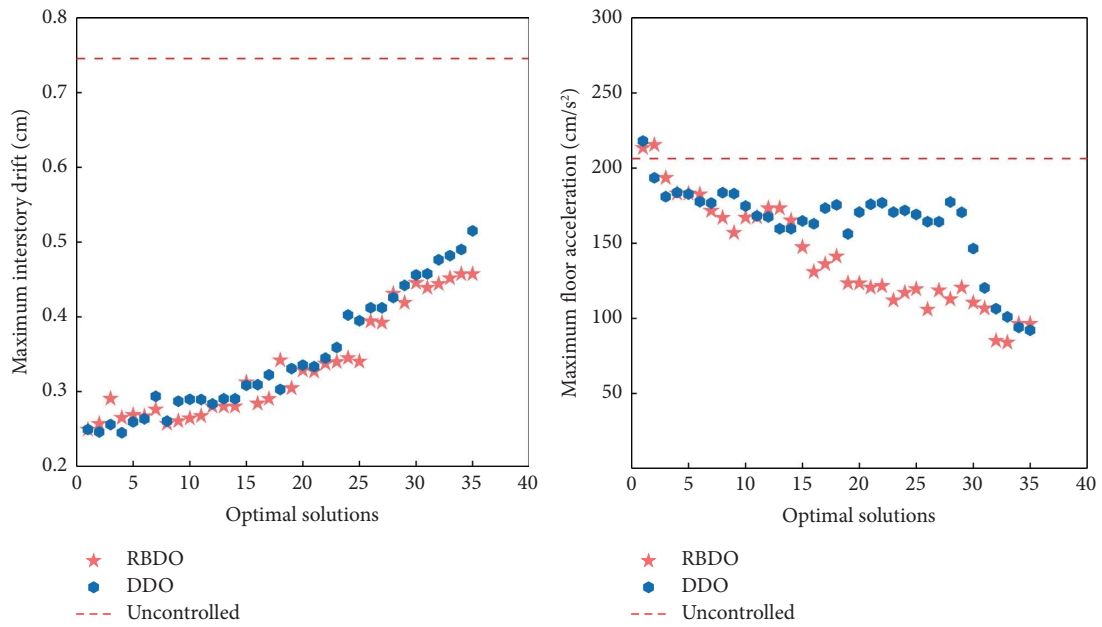 Maximum interstory drift (cm)
0.8
0.7
0.6
0.5
0.4
0.3
0.2
0 5 10 15 20 25 30 35 40
Optimal solutions
RBDO
DDO
Uncontrolled
Maximum floor acceleration (cm/s²)
300
250
200
150
100
50
0 5 10 15 20 25 30 35 40
Optimal solutions
RBDO
DDO
Uncontrolled